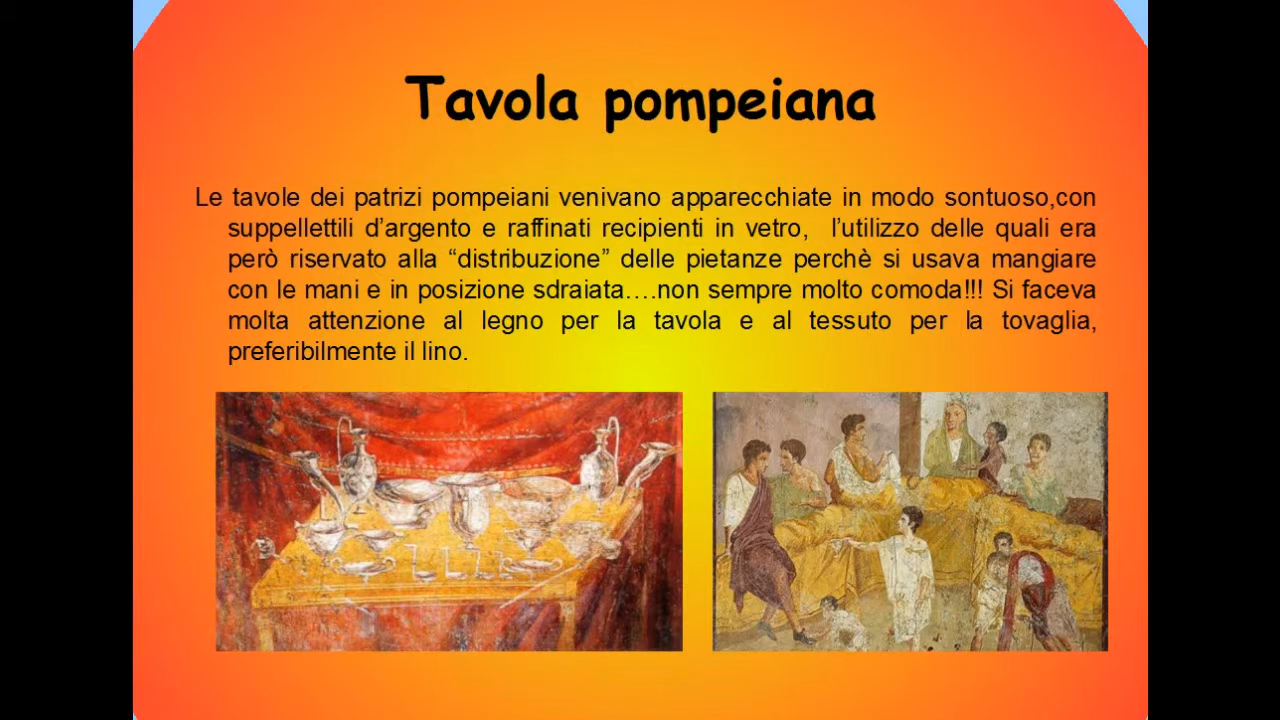 Tavola pompeiana
Le tavole dei patrizi pompeiani venivano apparecchiate in modo sontuoso,con
suppellettili d’argento e raffinati recipienti in vetro,  l’utilizzo delle quali era
però riservato alla “distribuzione” delle pietanze perchè si usava mangiare
con le mani e in posizione sdraiata….non sempre molto comoda!!! Si faceva
molta attenzione al legno per la tavola e al tessuto per la tovaglia,
preferibilmente il lino.